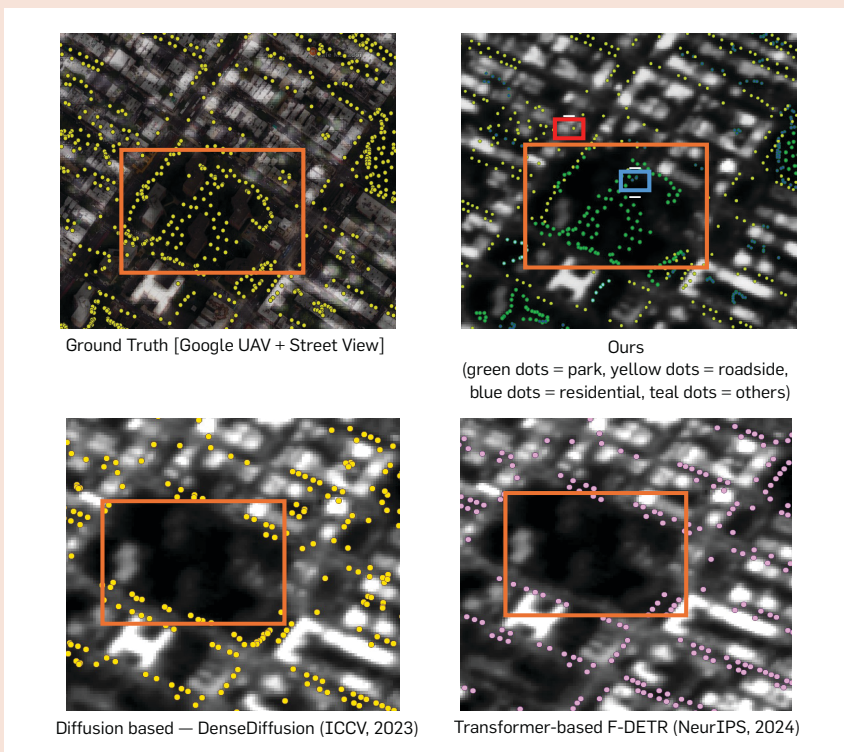 Ground Truth [Google UAV + Street View]
Ours
(green dots = park, yellow dots = roadside,
blue dots = residential, teal dots = others)
Diffusion based — DenseDiffusion (ICCV, 2023)
Transformer-based F-DETR (NeurIPS, 2024)